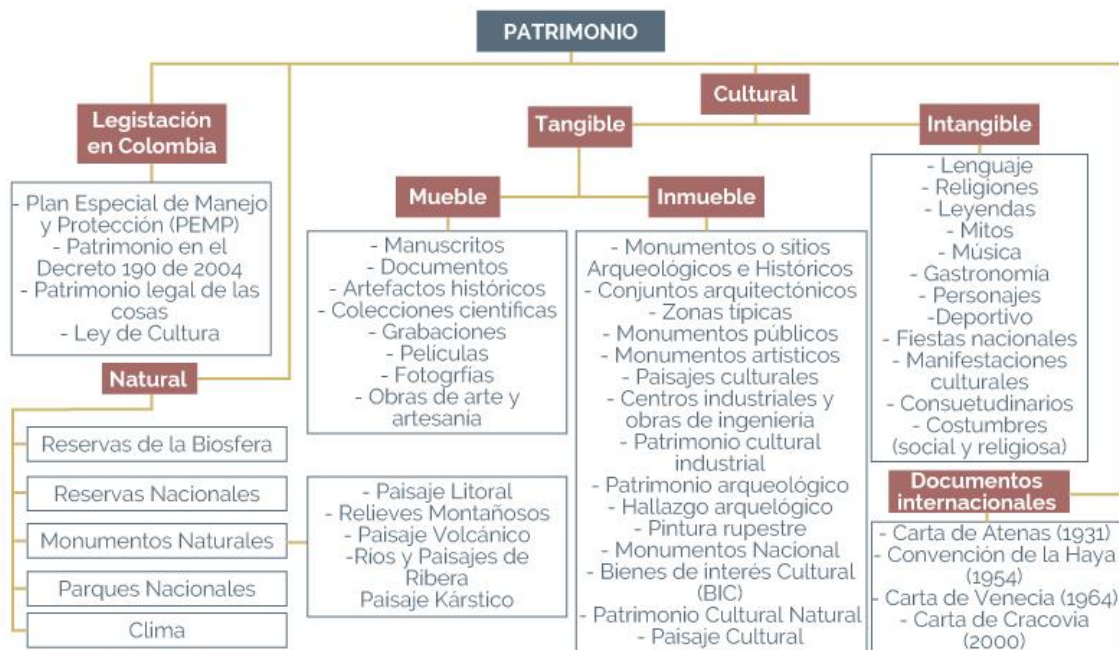 PATRIMONIO
Legistación
en Colombia
- Plan Especial de Manejo
y Protección (PEMP)
- Patrimonio en el
Decreto 190 de 2004
- Patrimonio legal de las
cosas
- Ley de Cultura
Natural
Reservas de la Biosfera
Reservas Nacionales
Monumentos Naturales
Parques Nacionales
Clima
- Paisaje Litoral
- Relieves Montañosos
- Paisaje Volcánico
-Ríos y Paisajes de
Ribera
Paisaje Kárstico
Cultural
Tangible
Mueble
- Manuscritos
- Documentos
- Artefactos históricos
- Colecciones científicas
- Grabaciones
- Películas
- Fotogrfías
- Obras de arte y
artesanía
Inmueble
- Monumentos o sitios
Arqueológicos e Históricos
- Conjuntos arquitectónicos
- Zonas típicas
- Monumentos públicos
- Monumentos artísticos
- Paisajes culturales
- Centros industriales y
obras de ingeniería
- Patrimonio cultural
industrial
- Patrimonio arqueológico
- Hallazgo arquelógico
- Pintura rupestre
- Monumentos Nacional
- Bienes de interés Cultural
(BIC)
- Patrimonio Cultural Natural
- Paisaje Cultural
Intangible
- Lenguaje
- Religiones
- Leyendas
- Mitos
- Música
- Gastronomía
- Personajes
-Deportivo
- Fiestas nacionales
- Manifestaciones
culturales
- Consuetudinarios
- Costumbres
(social y religiosa)
Documentos
internacionales
- Carta de Atenas (1931)
- Convención de la Haya
(1954)
- Carta de Venecia (1964)
- Carta de Cracovia
(2000)